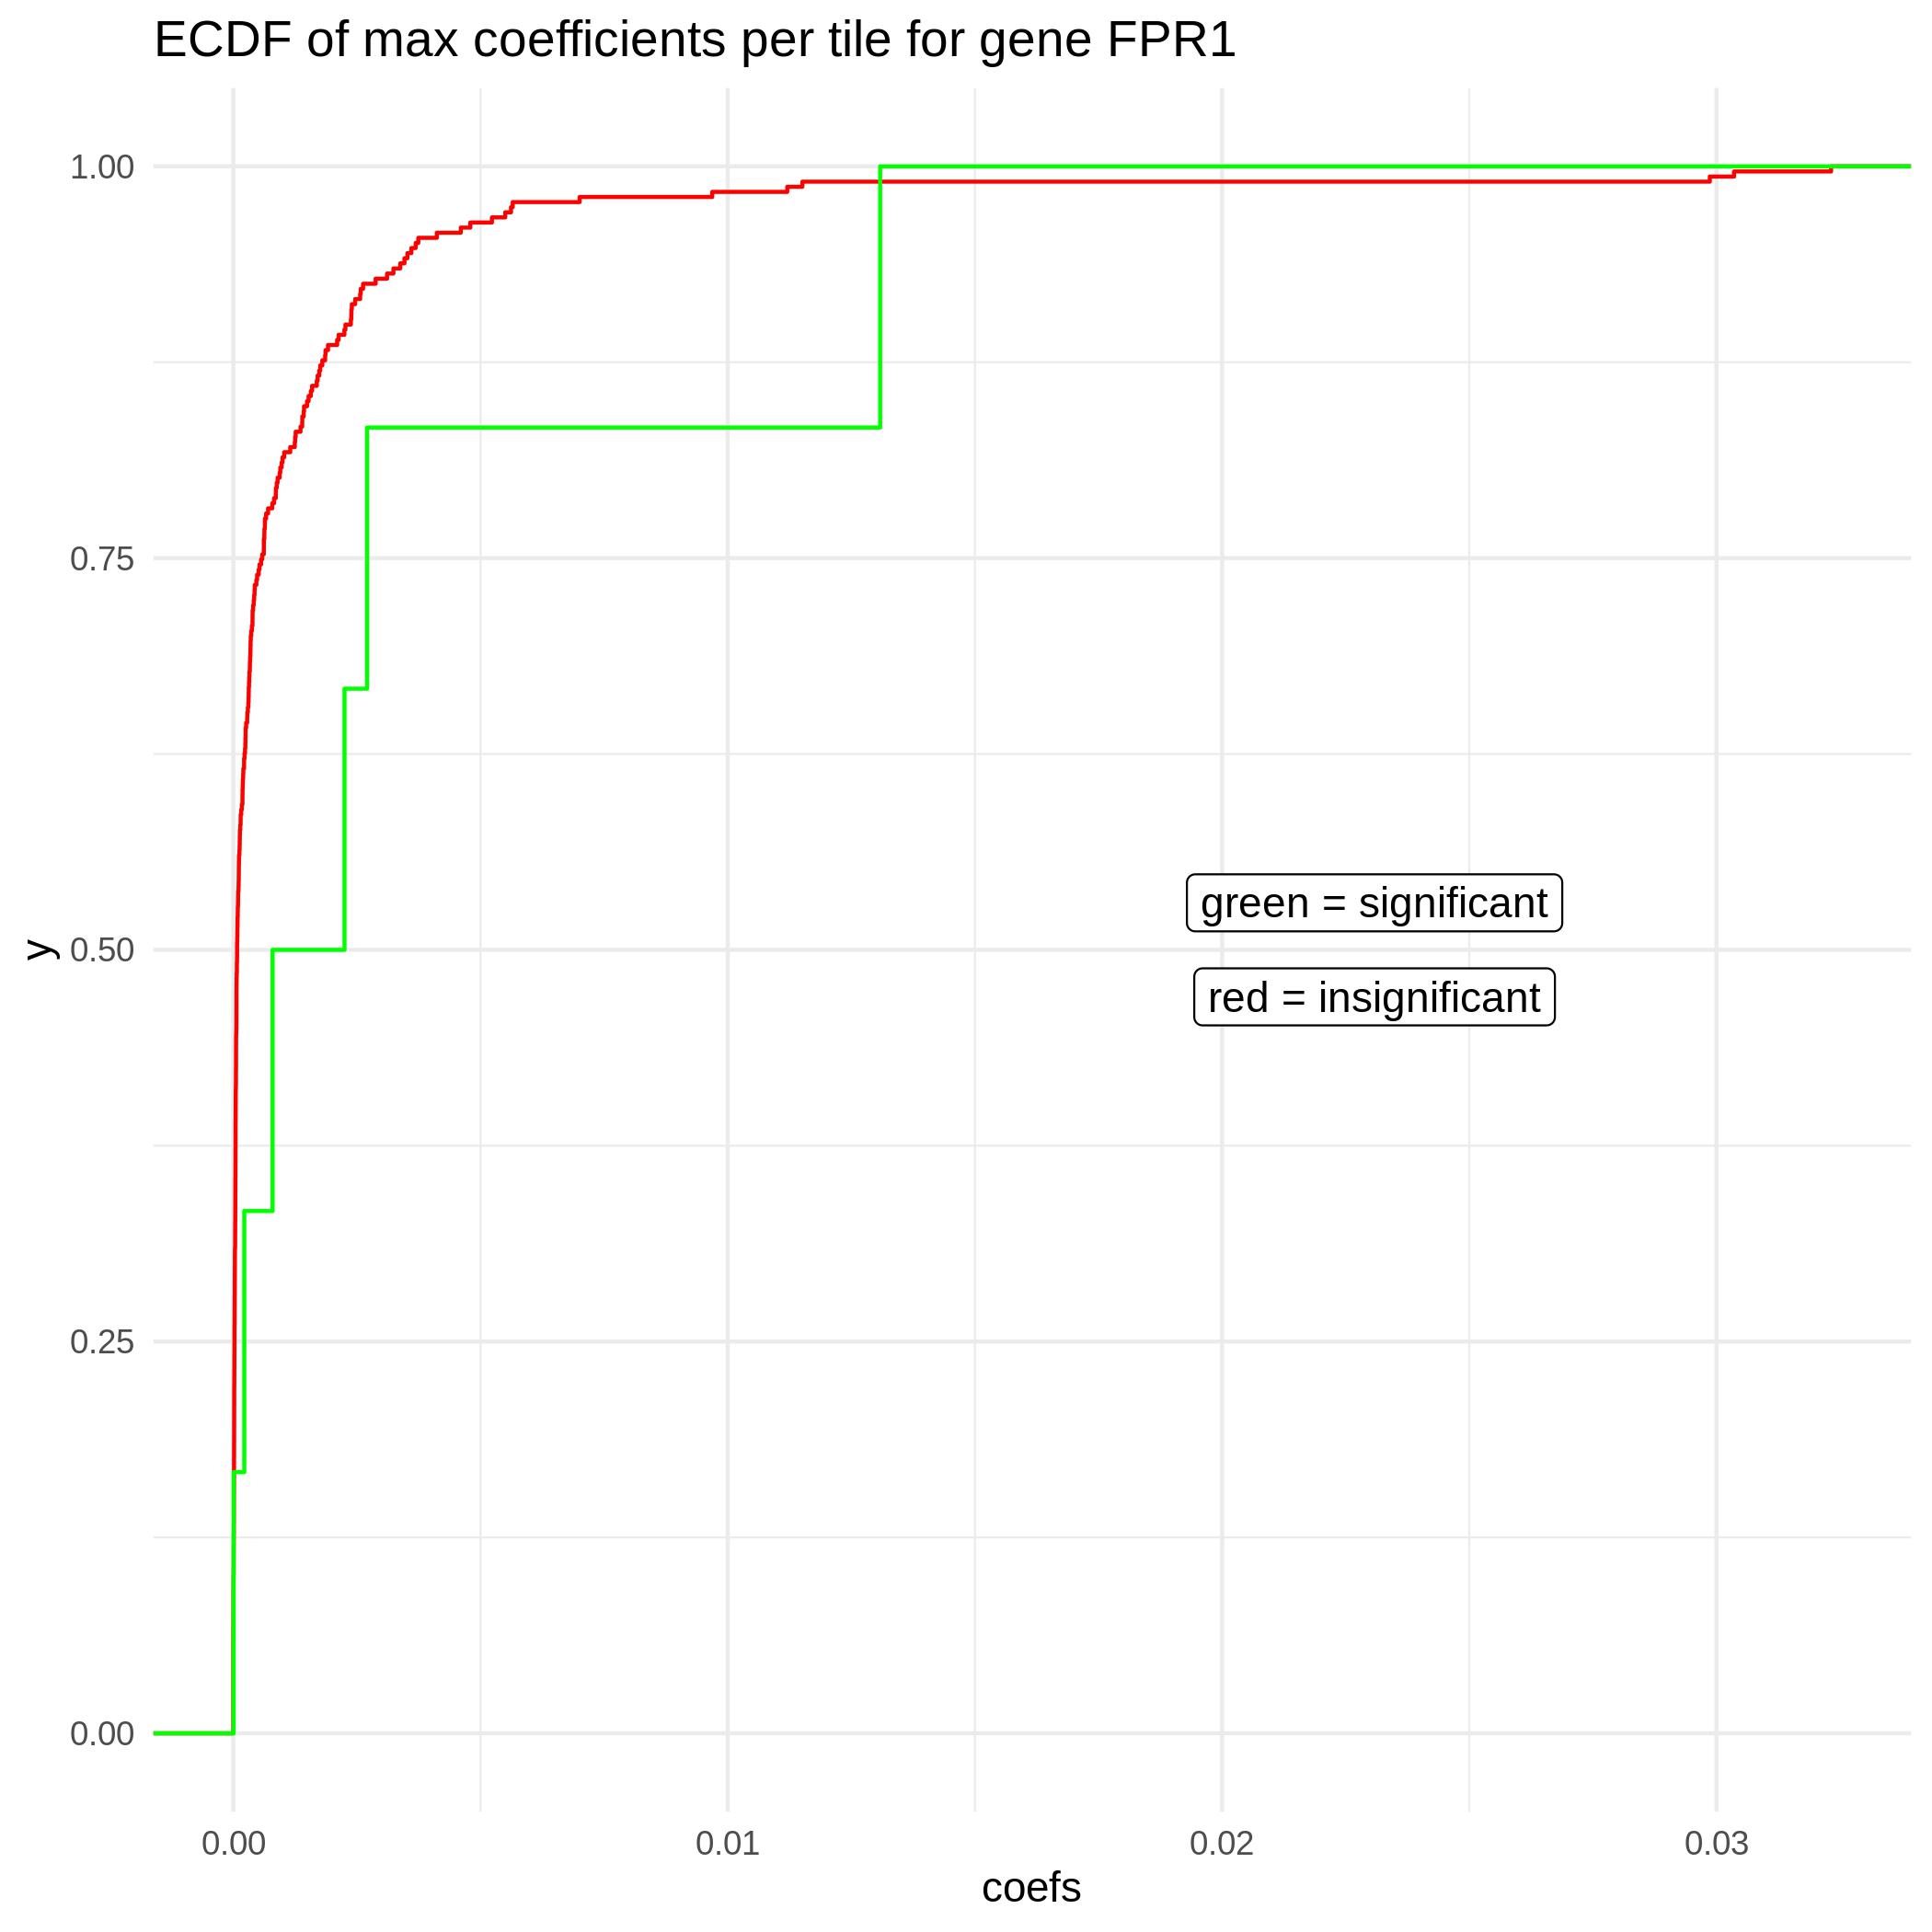 ECDF of max coefficients per tile for gene FPR1
1.00
0.75
0.50
0.25
0.00
y
green = significant
red = insignificant
0.00 0.01 0.02 0.03
coefs